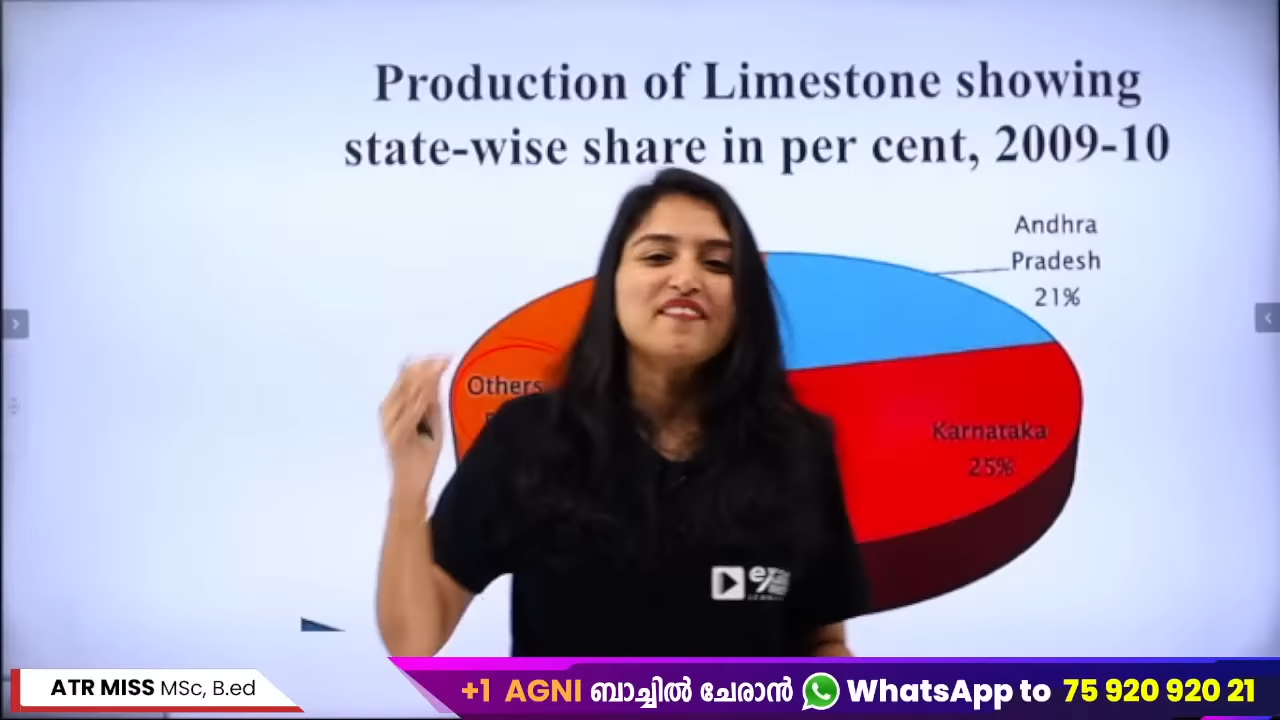 Production of Limestone showing
state-wise share in per cent, 2009-10
Andhra
Pradesh
21%
Others
Karnataka
25%
ATR MISS MSc, B.ed
+1 AGNI ബാച്ചിൽ ചേരാൻ WhatsApp to 75 920 920 21